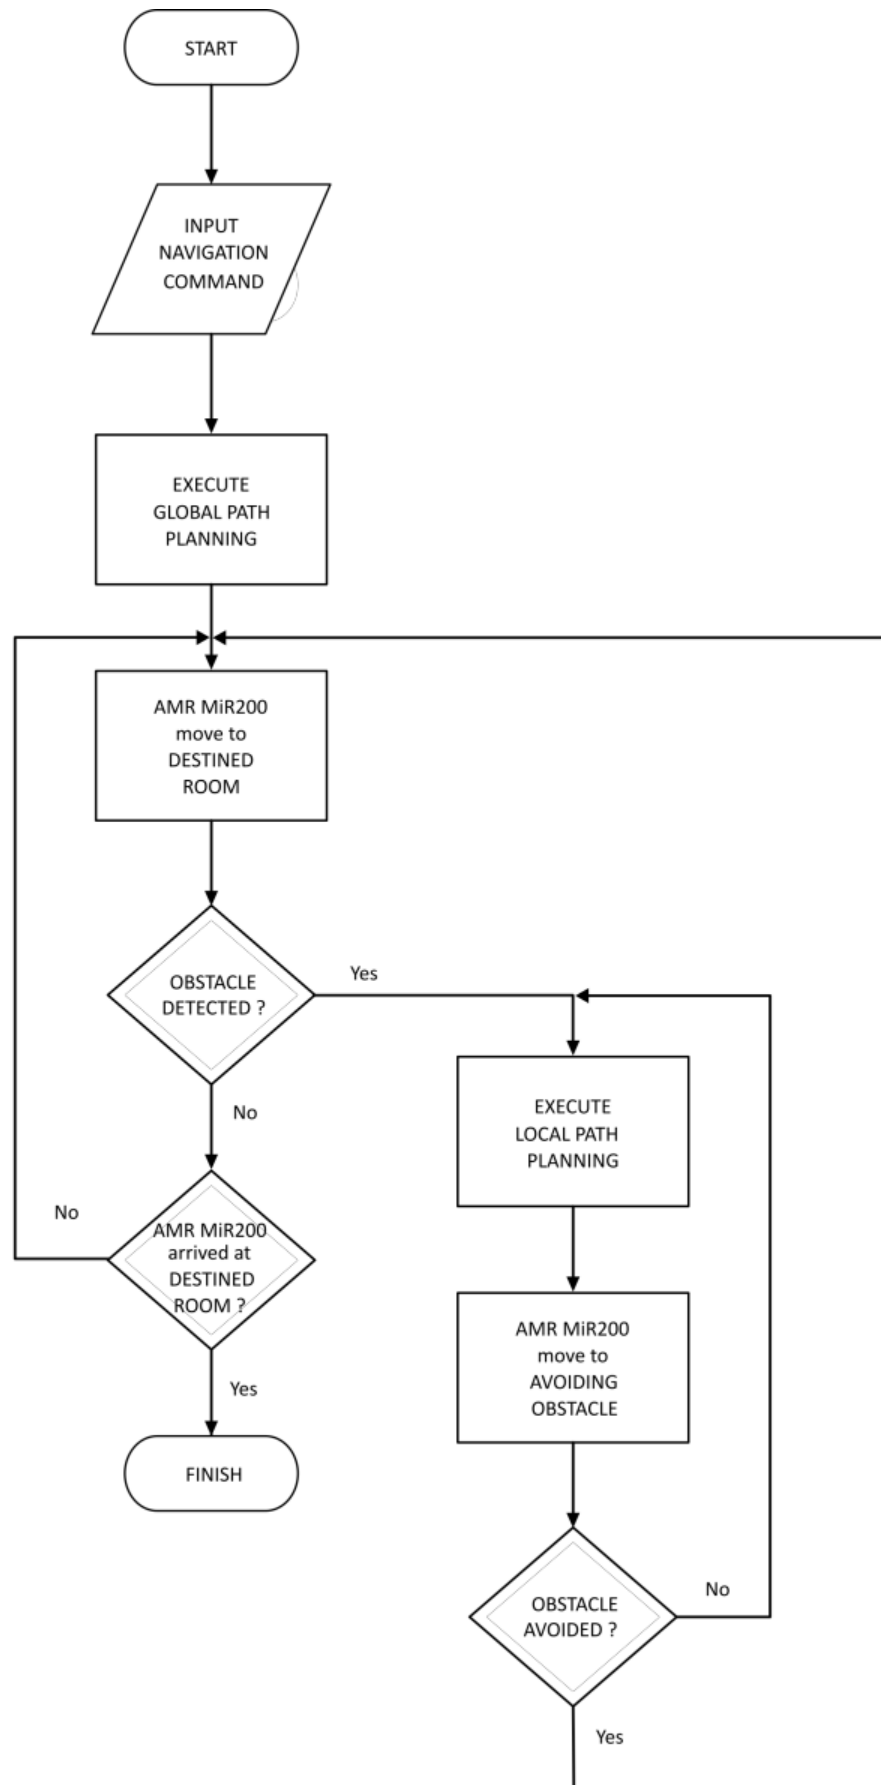 START
INPUT
NAVIGATION
COMMAND
EXECUTE
GLOBAL PATH
PLANNING
AMR MiR200
move to
DESTINED
ROOM
OBSTACLE
DETECTED ?
Yes
No
EXECUTE
LOCAL PATH
PLANNING
No
AMR MiR200
arrived at
DESTINED
ROOM ?
Yes
AMR MiR200
move to
AVOIDING
OBSTACLE
FINISH
OBSTACLE
AVOIDED ?
No
Yes